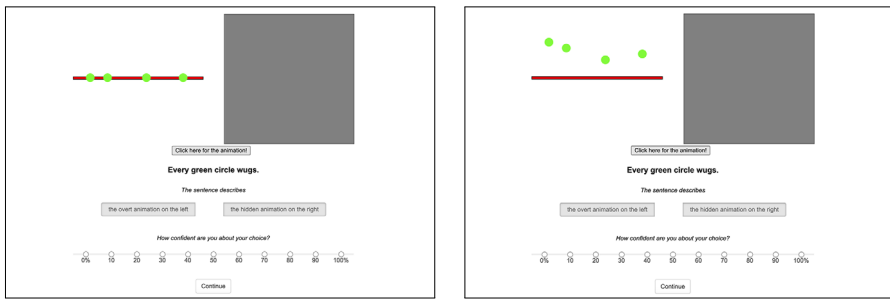 Click here for the animation!
Every green circle wugs.
The sentence describes
the overt animation on the left the hidden animation on the right
How confident are you about your choice?
0% 10 20 30 40 50 60 70 80 90 100%
Continue
Click here for the animation!
Every green circle wugs.
The sentence describes
the overt animation on the left the hidden animation on the right
How confident are you about your choice?
0% 10 20 30 40 50 60 70 80 90 100%
Continue